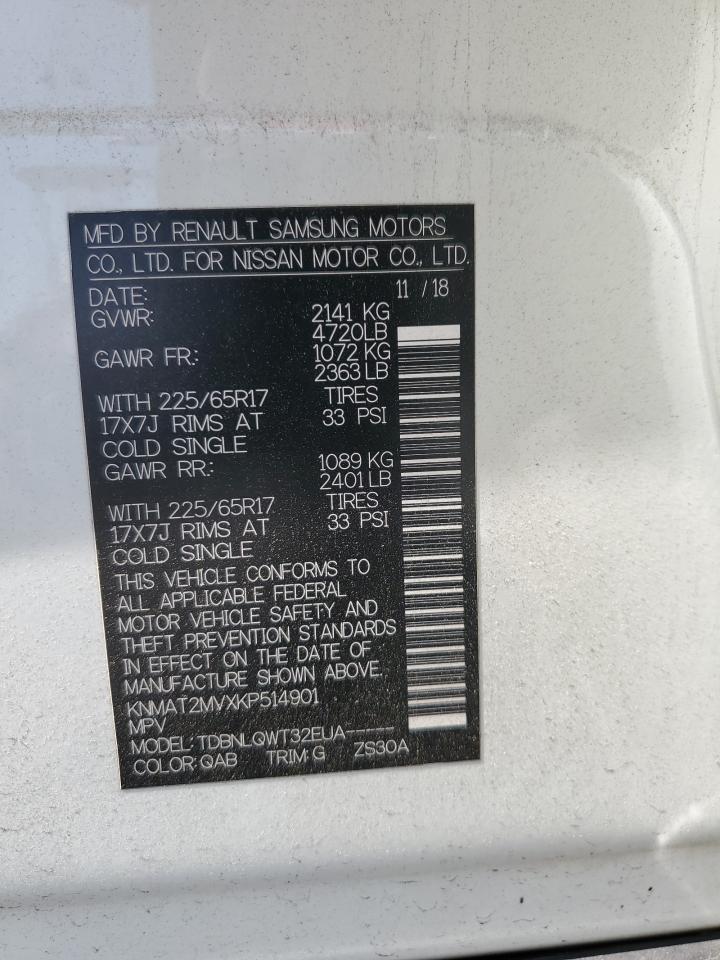 MFD BY RENAULT SAMSUNG MOTORS
CO., LTD. FOR NISSAN MOTOR CO., LTD.
DATE: 11 / 18
GVWR: 2141 KG
4720LB
GAWR FR.: 1072 KG
2363 LB
WITH 225/65R17 TIRES
17X7J RIMS AT 33 PSI
COLD SINGLE
GAWR RR.: 1089 KG
2401 LB
WITH 225/65R17 TIRES
17X7J RIMS AT 33 PSI
COLD SINGLE
THIS VEHICLE CONFORMS TO
ALL APPLICABLE FEDERAL
MOTOR VEHICLE SAFETY AND
THEFT PREVENTION STANDARDS
IN EFFECT ON THE DATE OF
MANUFACTURE SHOWN ABOVE.
KNMAT2MVXKP514901
MPV
MODEL: TDBNLQWT32EUA-----
COLOR: QAB TRIM: G ZS30A